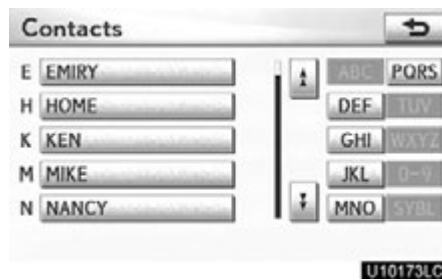 Contacts
E EMIRY ABC PQRS
H HOME DEF TUV
K KEN GHI WXYZ
M MIKE JKL 0-9
N NANCY MNO SYBL
U10173LC